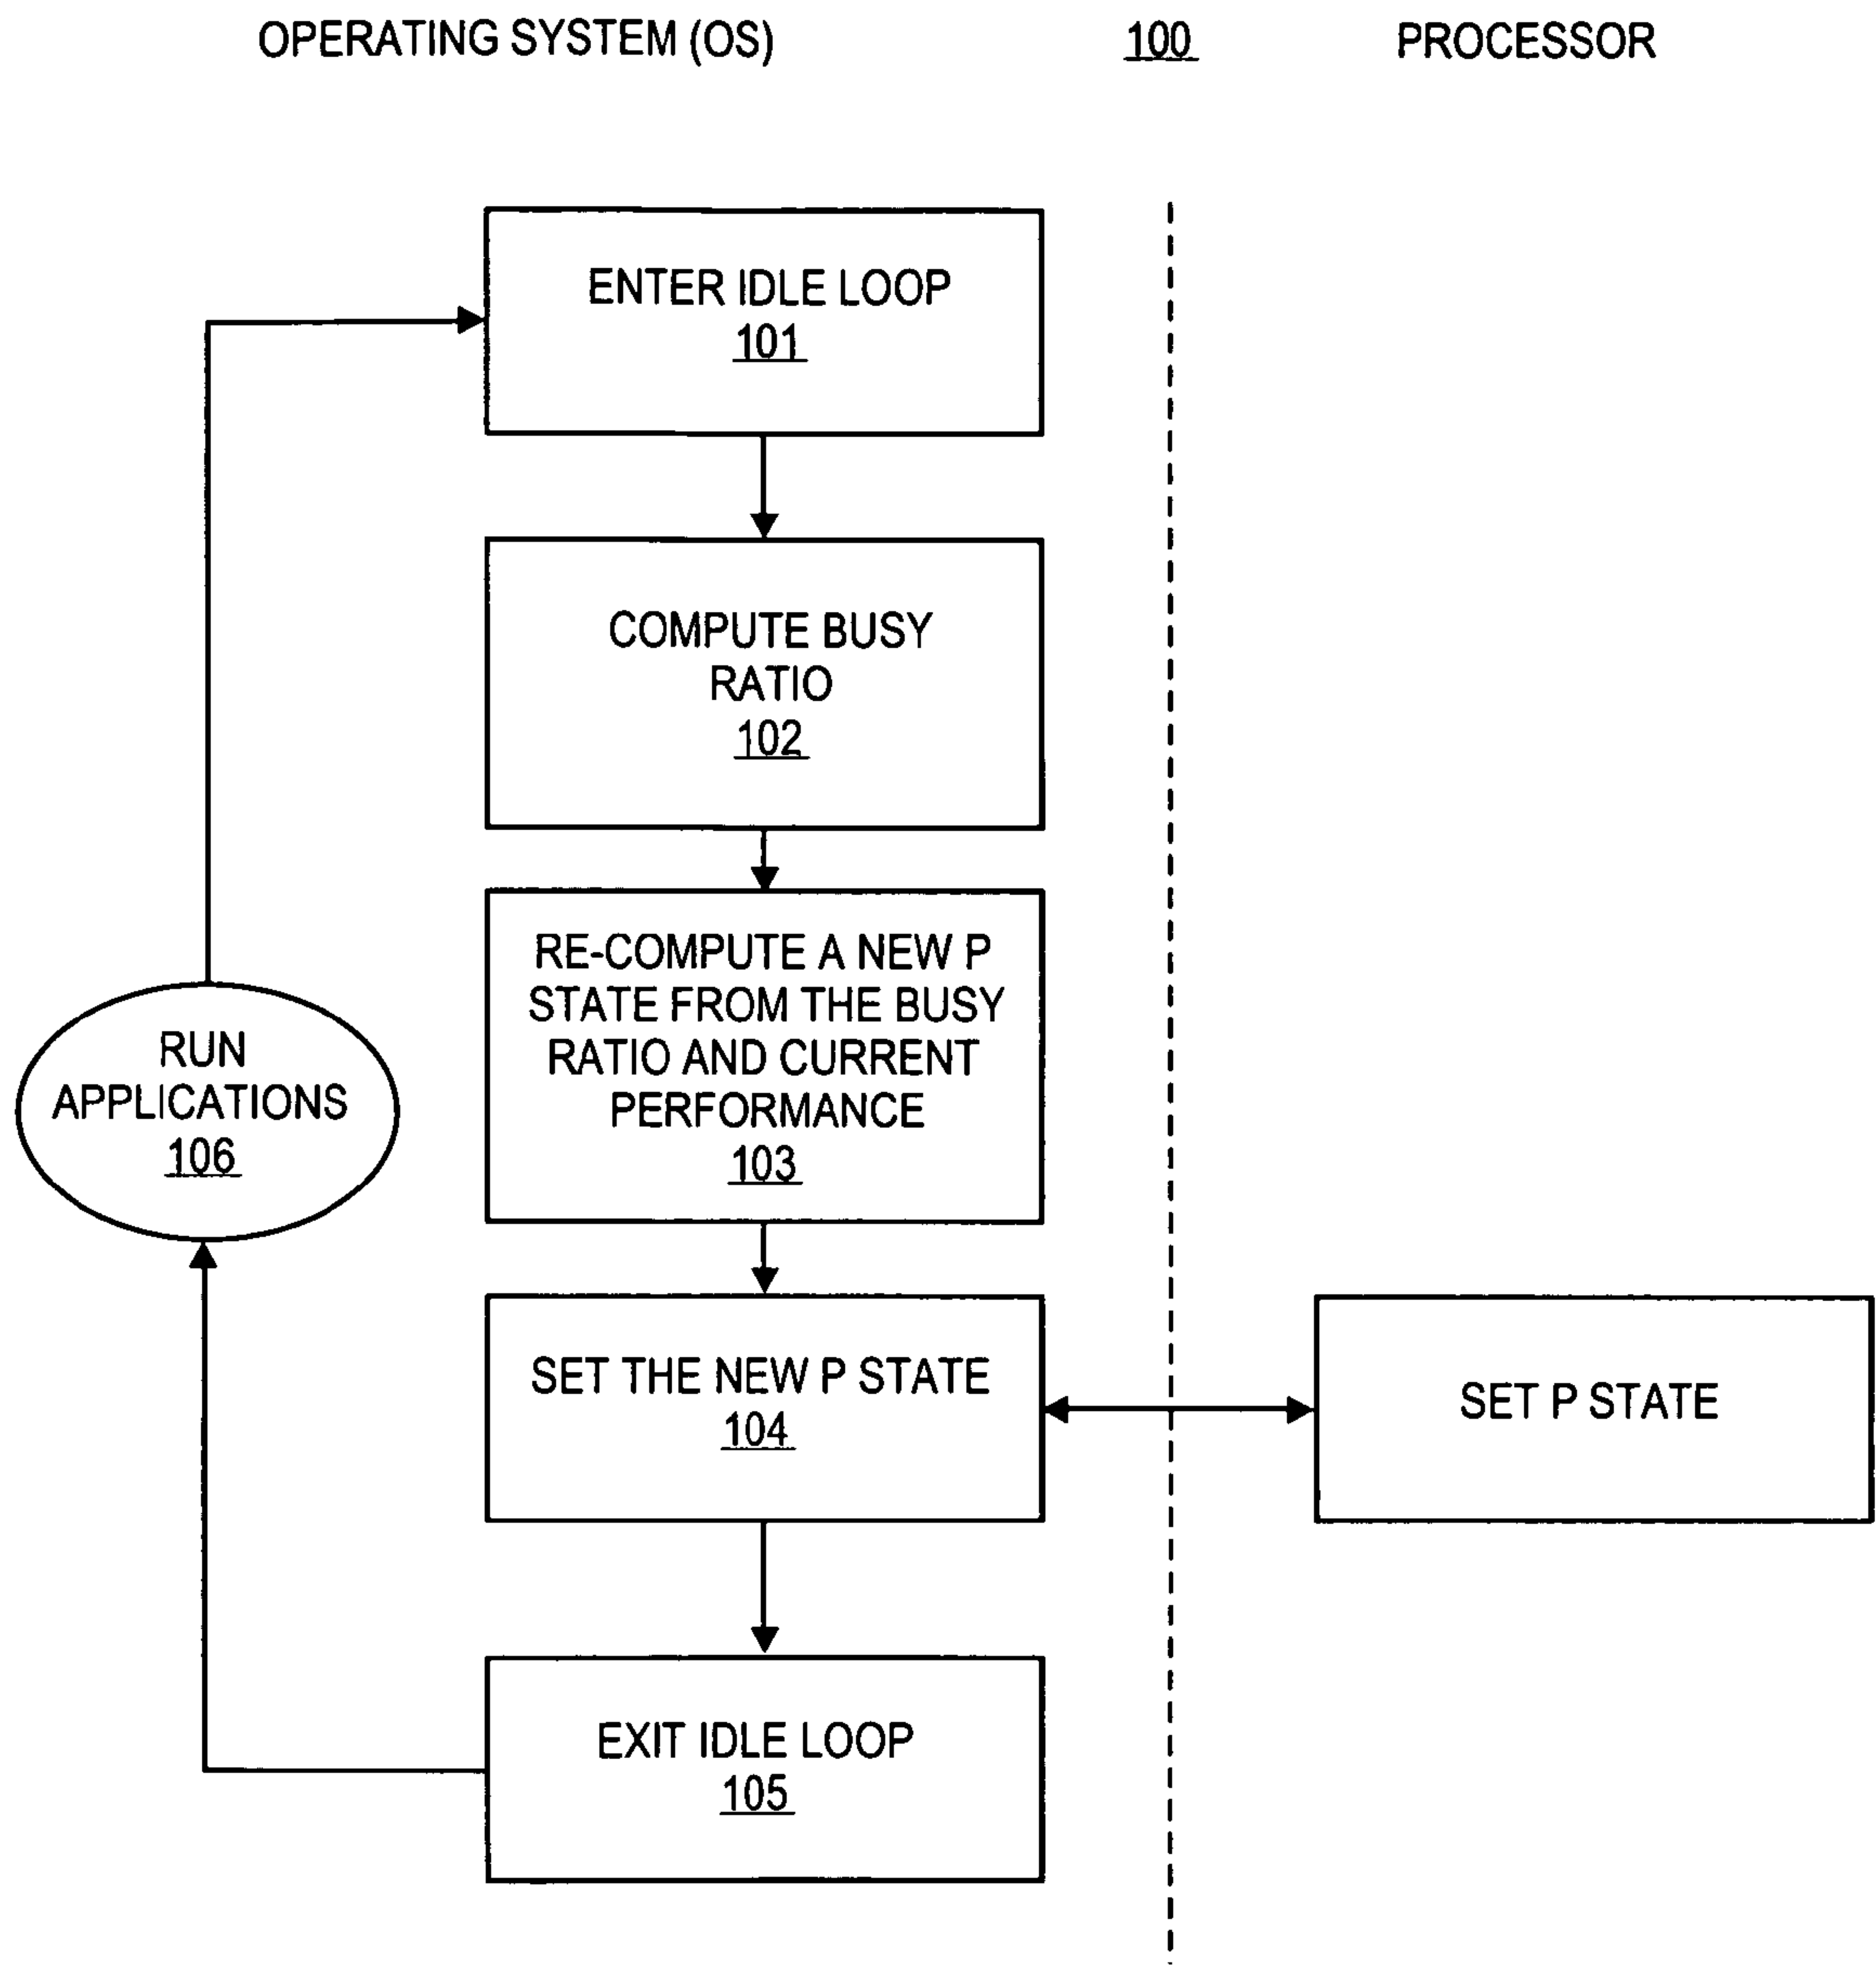 OPERATING SYSTEM (OS)
100
PROCESSOR
ENTER IDLE LOOP
101
COMPUTE BUSY
RATIO
102
RE-COMPUTE A NEW P
STATE FROM THE BUSY
RATIO AND CURRENT
PERFORMANCE
103
RUN
APPLICATIONS
106
SET THE NEW P STATE
104
SET P STATE
EXIT IDLE LOOP
105